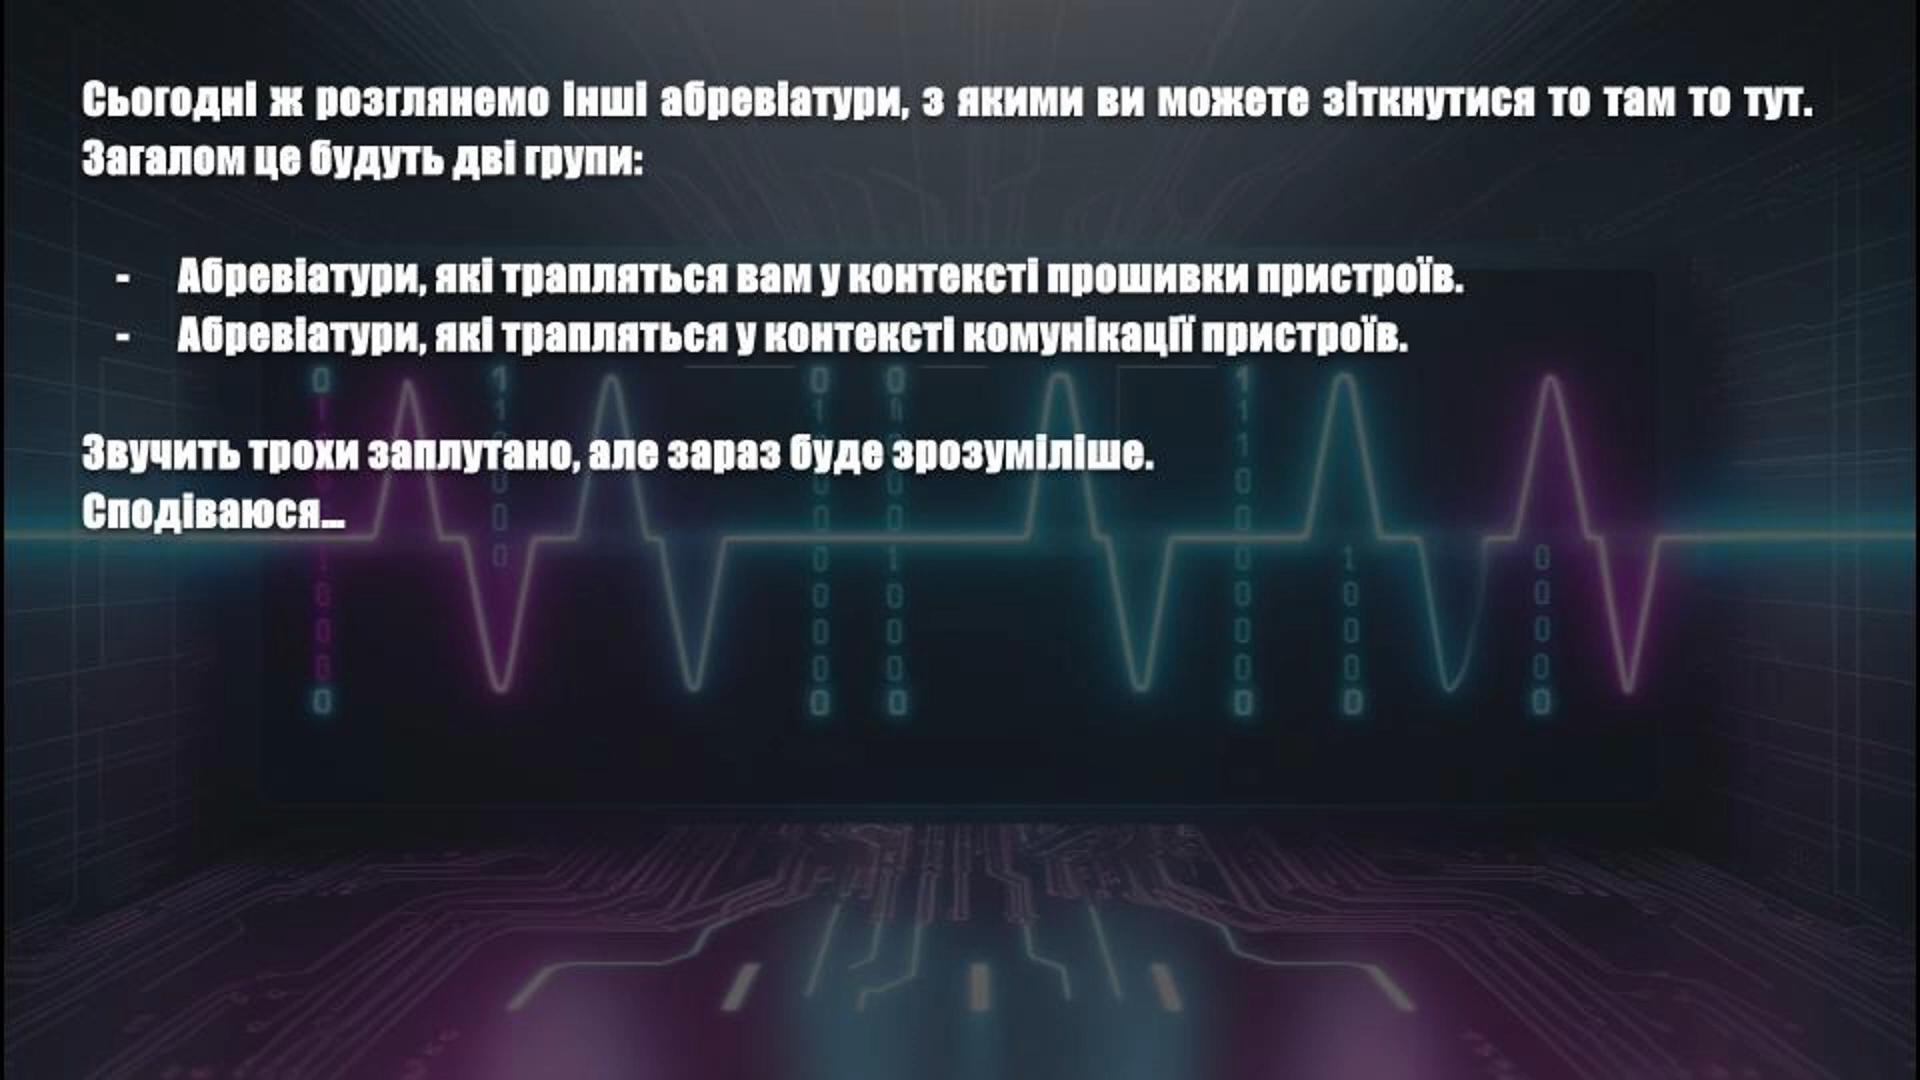 Сьогодні ж розглянемо інші абревіатури, з якими ви можете зіткнутися то там то тут.
Загалом це будуть дві групи:
- Абревіатури, які трапляться вам у контексті прошивки пристроїв.
- Абревіатури, які трапляться у контексті комунікації пристроїв.
Звучить трохи заплутано, але зараз буде зрозуміліше.
Сподіваюся...